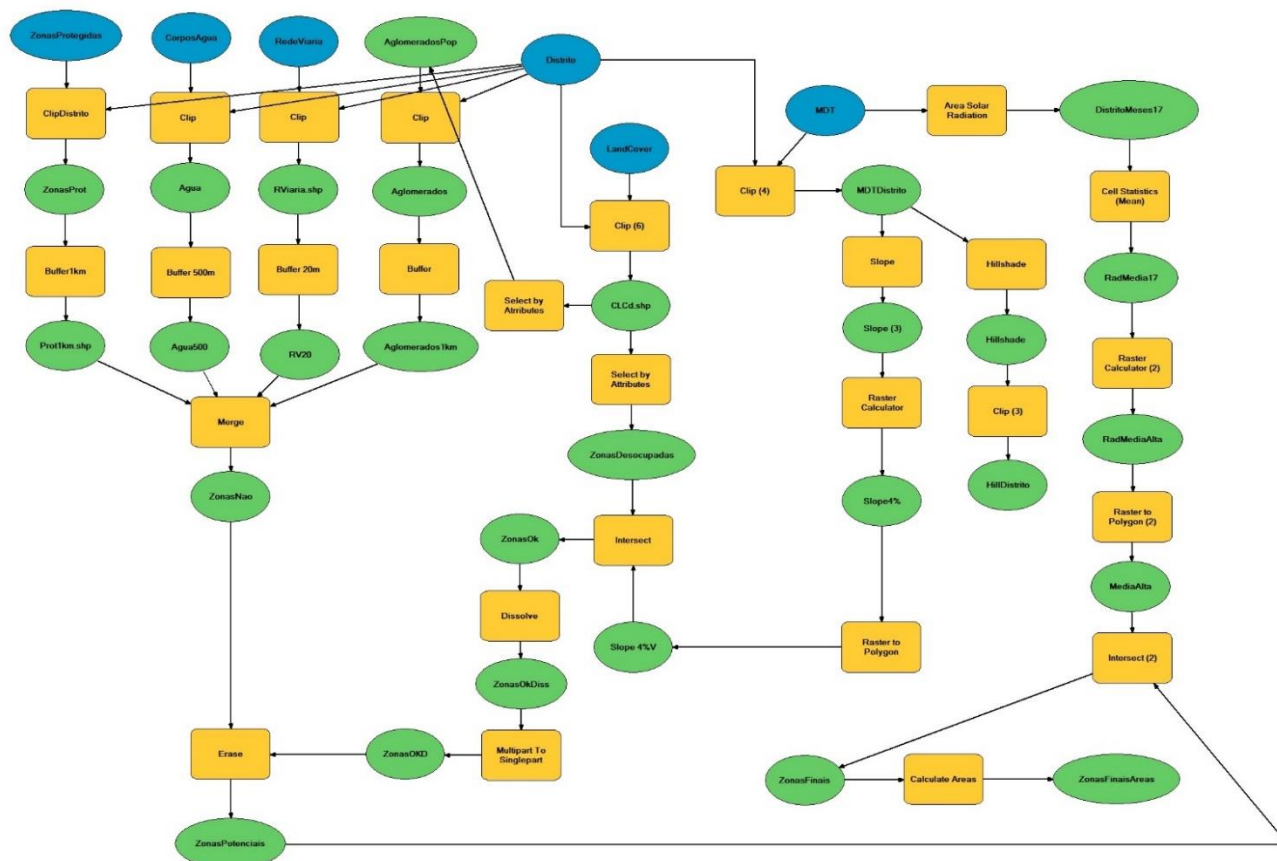 ZonasProtegidas
CorposAgua
RedeViaria
AglomeradosPop
Distrito
MDT
Area Solar
Radiation
DistritoMoses17
ClipDistrito
Clip
Clip
Clip
LandCover
Clip (4)
MDTDistrito
Cell Statistics
(Mean)
ZonasProt
Agua
RViaria.shp
Aglomerados
Clip (6)
Slope
Hillshade
RadMedia17
Buffer1km
Buffer 500m
Buffer 20m
Buffer
Select by
Atrributes
CLCd.shp
Slope (3)
Hillshade
Prot1km.shp
Agua500
RV20
Aglomerados1km
Select by
Attributes
Raster
Calculator
Clip (3)
Raster
Calculator (2)
Merge
ZonasDesocupadas
RadMediaAlta
ZonasNao
Slope4%
HillDistrito
Raster to
Polygon (2)
ZonasOk
Intersect
MediaAlta
Dissolve
Slope 4%V
Raster to
Polygon
Intersect (2)
ZonasOkDiss
Erase
ZonasOKD
Multipart To
Singlepart
ZonasFinais
Calculate Areas
ZonasFinaisAreas
ZonasPotenciais